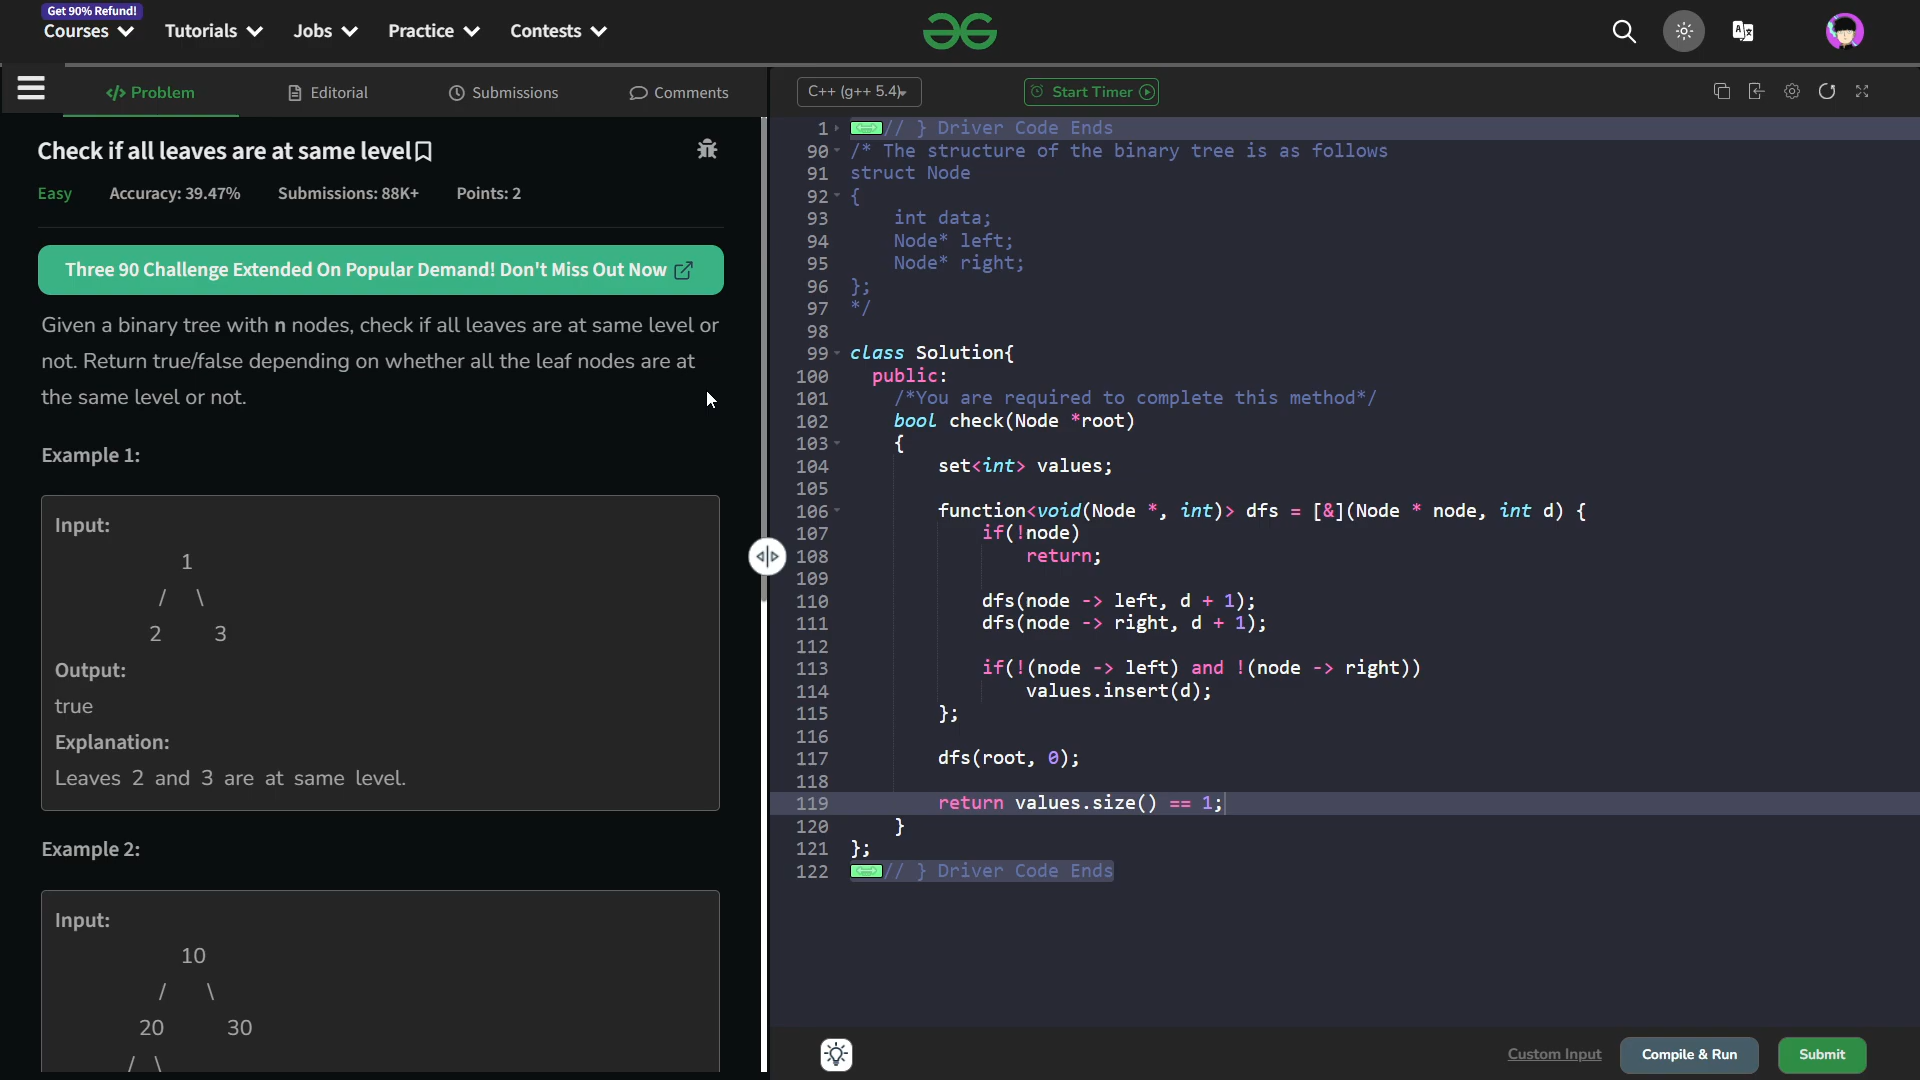 Get 90% Refund!
Courses
Tutorials
Jobs
Practice
Contests
Problem
Editorial
Submissions
Comments
Check if all leaves are at same level
Easy Accuracy: 39.47% Submissions: 88K+ Points: 2
Three 90 Challenge Extended On Popular Demand! Don't Miss Out Now
Given a binary tree with n nodes, check if all leaves are at same level or
not. Return true/false depending on whether all the leaf nodes are at
the same level or not.
Example 1:
Input:
1
/ \
2 3
Output:
true
Explanation:
Leaves 2 and 3 are at same level.
Example 2:
Input:
10
/ \
20 30
/ \
C++ (g++ 5.4)
Start Timer
1 // } Driver Code Ends
90 /* The structure of the binary tree is as follows
91 struct Node
92 {
93 int data;
94 Node* left;
95 Node* right;
96 };
97 */
98
99 class Solution{
100 public:
101 /*You are required to complete this method*/
102 bool check(Node *root)
103 {
104 set<int> values;
105
106 function<void(Node *, int)> dfs = [&](Node * node, int d) {
107 if(!node)
108 return;
109
110 dfs(node -> left, d + 1);
111 dfs(node -> right, d + 1);
112
113 if(!(node -> left) and !(node -> right))
114 values.insert(d);
115 };
116
117 dfs(root, 0);
118
119 return values.size() == 1;
120 }
121 };
122 // } Driver Code Ends
Custom Input
Compile & Run
Submit